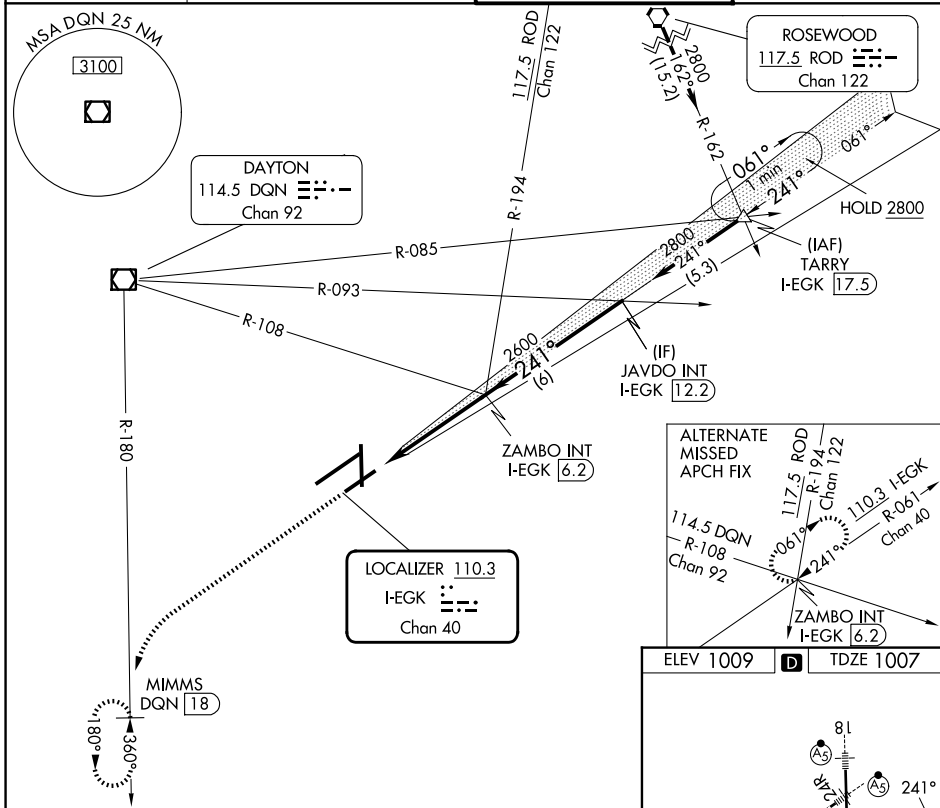 MSA DQN 25 NM
3100
117.5 ROD
Chan 122
R-194
2800
162°
(15.2)
R-162
ROSEWOOD
117.5 ROD
Chan 122
DAYTON
114.5 DQN
Chan 92
061°
1 min
241°
061°
HOLD 2800
(IAF)
TARRY
I-EGK 17.5
R-085
R-093
R-108
R-180
2800
241°
(5.3)
(IF)
JAVDO INT
I-EGK 12.2
2600
241°
(6)
ZAMBO INT
I-EGK 6.2
LOCALIZER 110.3
I-EGK
Chan 40
MIMMS
DQN 18
180°
360°
ALTERNATE
MISSED
APCH FIX
117.5 ROD
R-194
Chan 122
110.3 I-EGK
R-061
Chan 40
114.5 DQN
R-108
Chan 92
061°
241°
ZAMBO INT
I-EGK 6.2
ELEV 1009
D
TDZE 1007
18
A5
24R
A5
241°